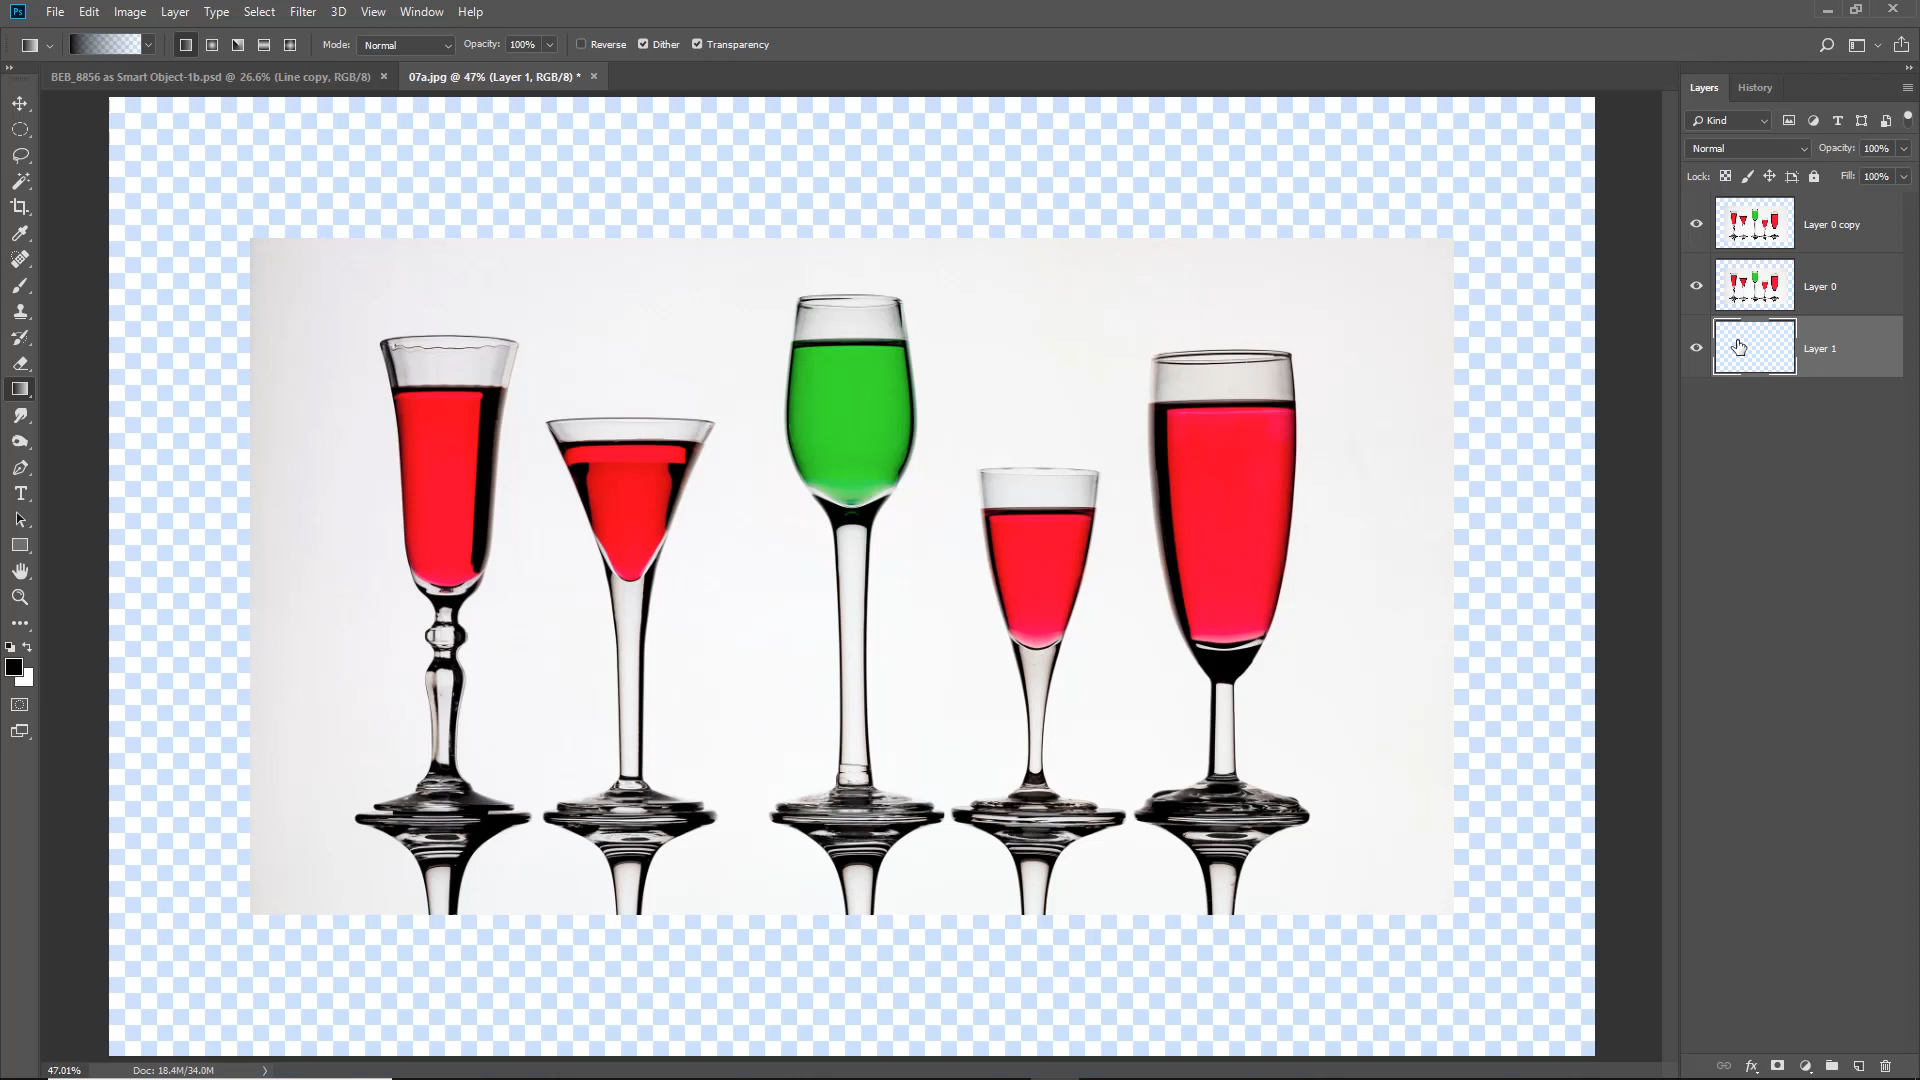 Ps File Edit Image Layer Type Select Filter 3D View Window Help
Mode: Normal Opacity: 100% Reverse Dither Transparency
BEB_8856 as Smart Object-1b.psd @ 26.6% (Line copy, RGB/8) × 07a.jpg @ 47% (Layer 1, RGB/8) * ×
Layers History
Kind
Normal Opacity: 100%
Lock: Fill: 100%
Layer 0 copy
Layer 0
Layer 1
T
fx
47.01% Doc: 18.4M/34.0M